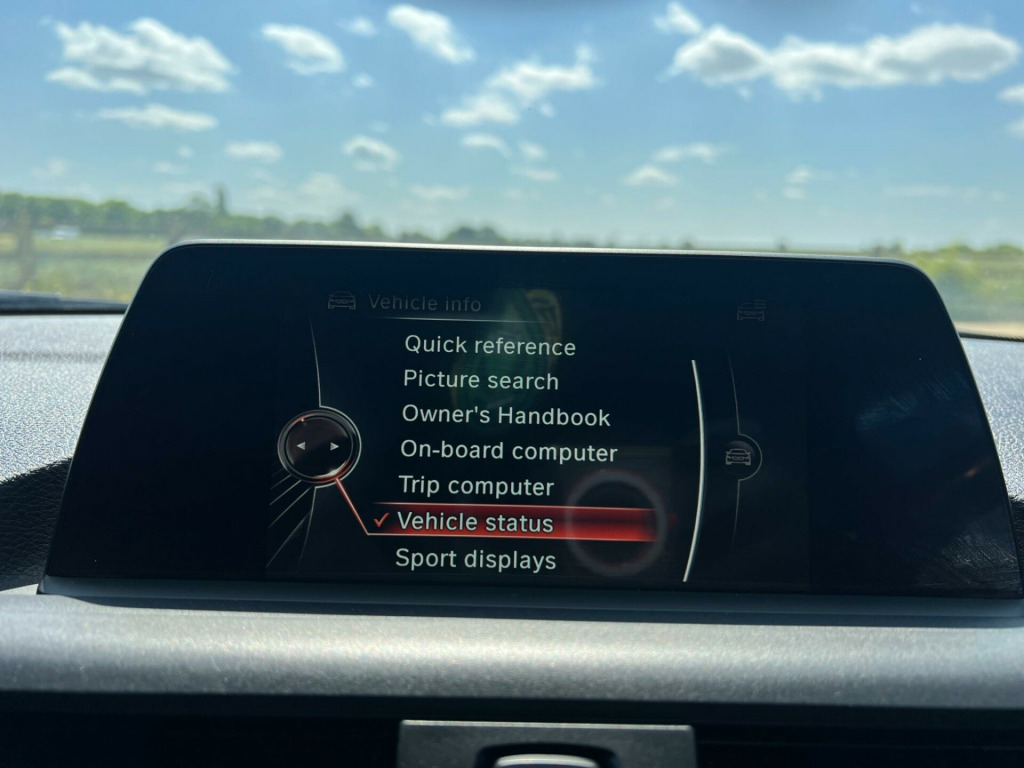 Vehicle info
Quick reference
Picture search
Owner's Handbook
On-board computer
Trip computer
Vehicle status
Sport displays